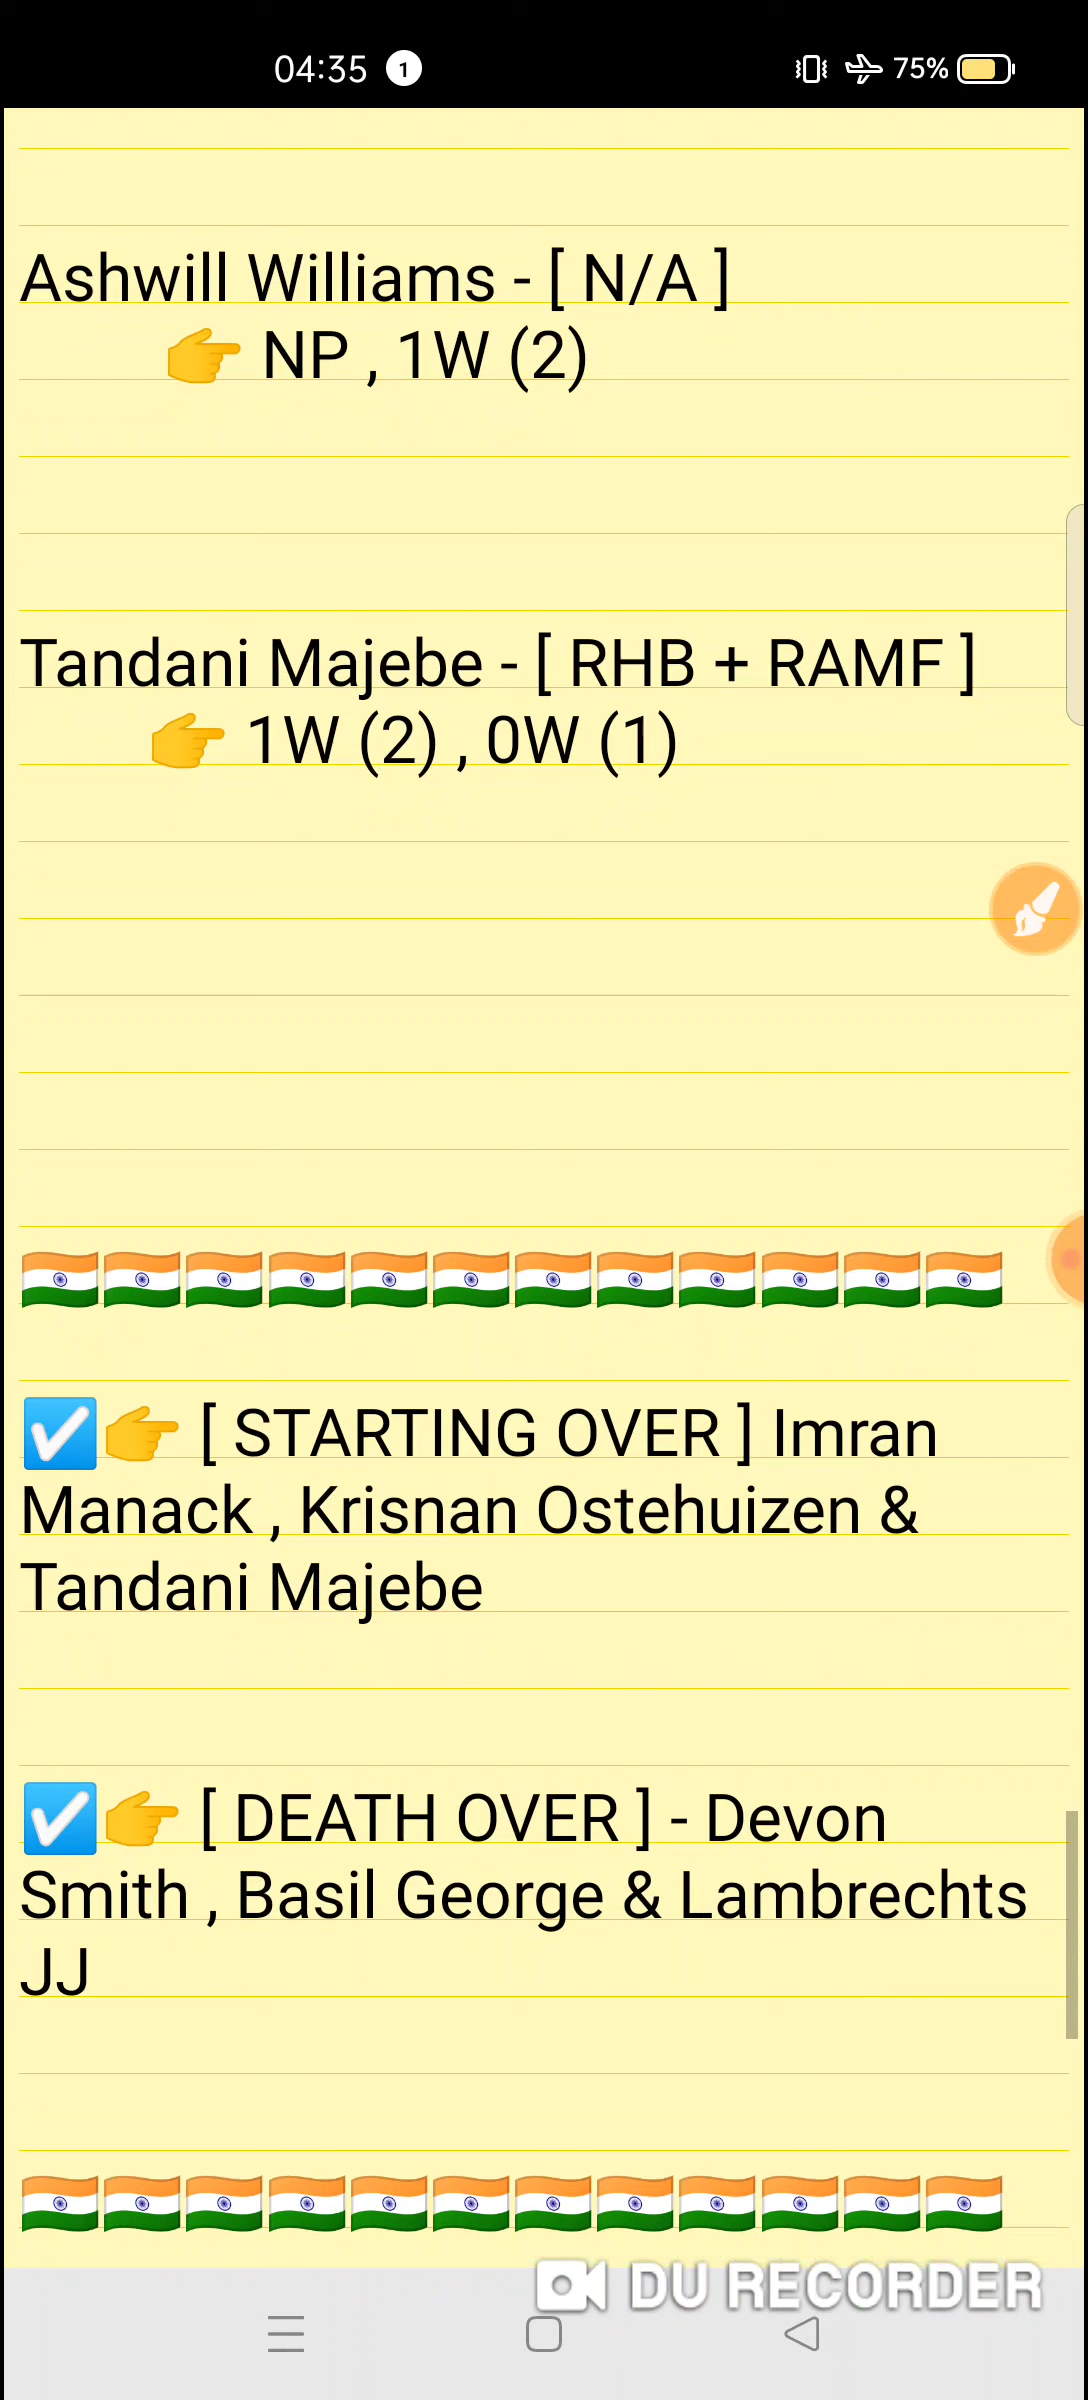 04:35 1 75%
Ashwill Williams - [ N/A ]
👉 NP , 1W (2)
Tandani Majebe - [ RHB + RAMF ]
👉 1W (2) , 0W (1)
🇮🇳🇮🇳🇮🇳🇮🇳🇮🇳🇮🇳🇮🇳🇮🇳🇮🇳🇮🇳🇮🇳🇮🇳
☑️👉 [ STARTING OVER ] Imran
Manack , Krisnan Ostehuizen &
Tandani Majebe
☑️👉 [ DEATH OVER ] - Devon
Smith , Basil George & Lambrechts
JJ
🇮🇳🇮🇳🇮🇳🇮🇳🇮🇳🇮🇳🇮🇳🇮🇳🇮🇳🇮🇳🇮🇳🇮🇳
DU RECORDER